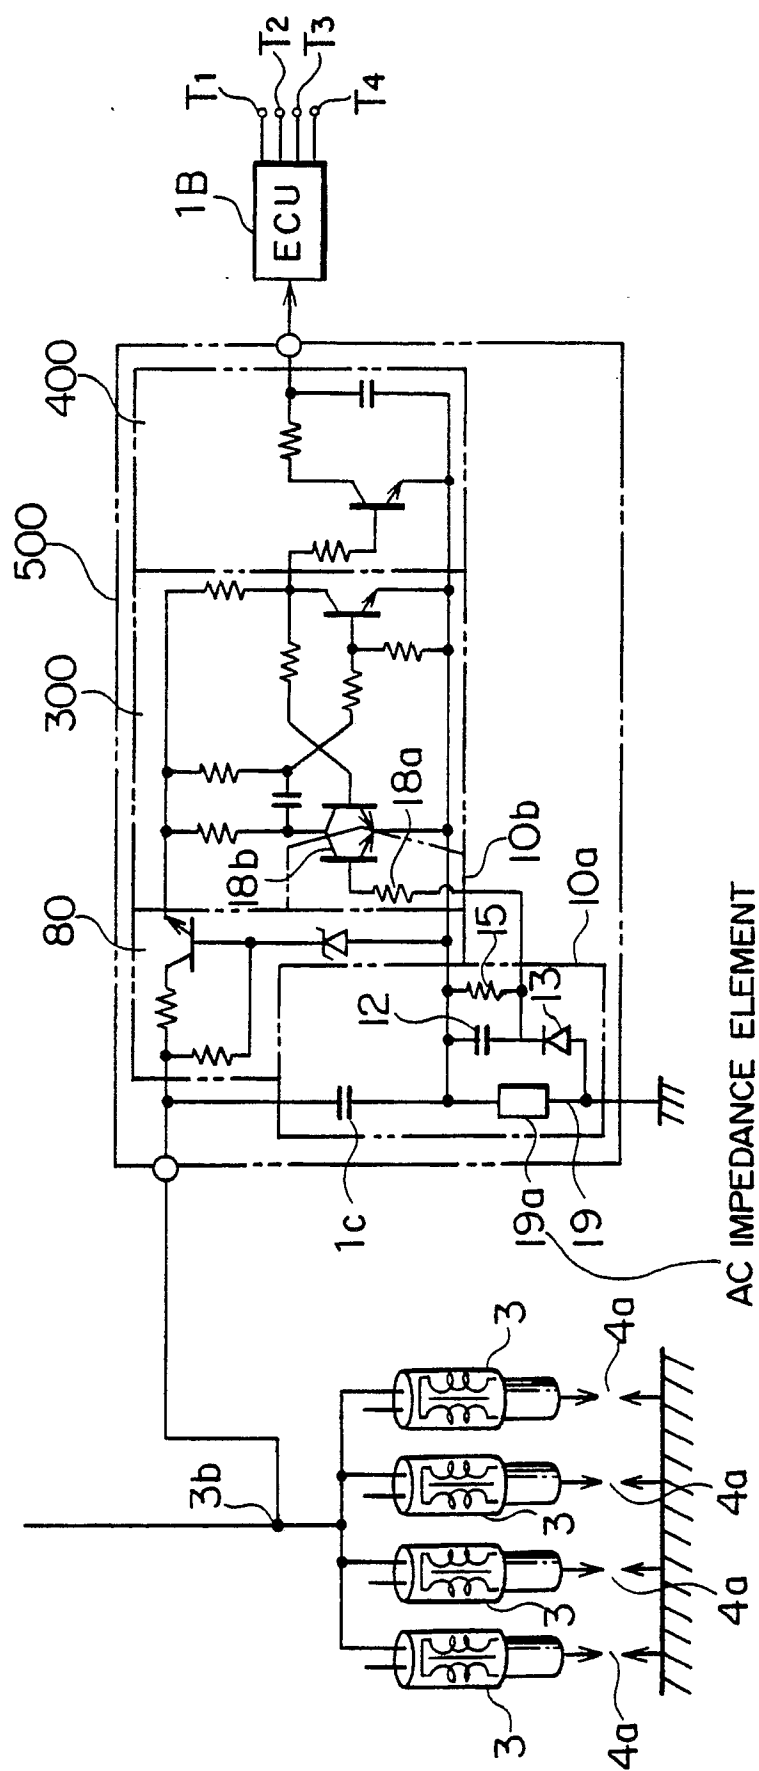 T1
T2
T3
T4
1B
ECU
500
400
300
80
18b
18a
10b
10a
15
12
13
1c
19a
19
AC IMPEDANCE ELEMENT
3b
3
3
3
3
4a
4a
4a
4a